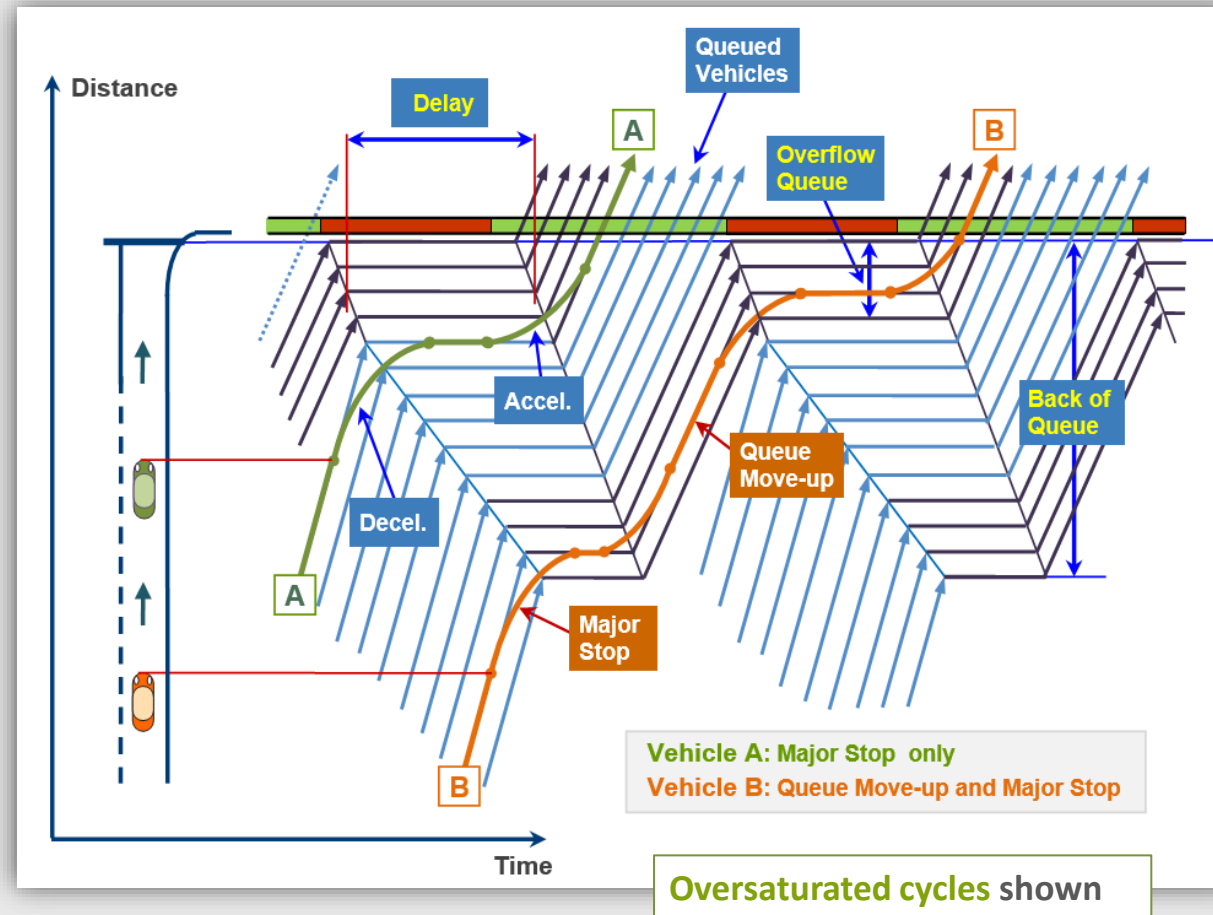 Queued
Vehicles
Distance
Delay
A
B
Overflow
Queue
Accel.
Back of
Queue
Queue
Move-up
Decel.
A
Major
Stop
Vehicle A: Major Stop only
Vehicle B: Queue Move-up and Major Stop
B
Time
Oversaturated cycles shown